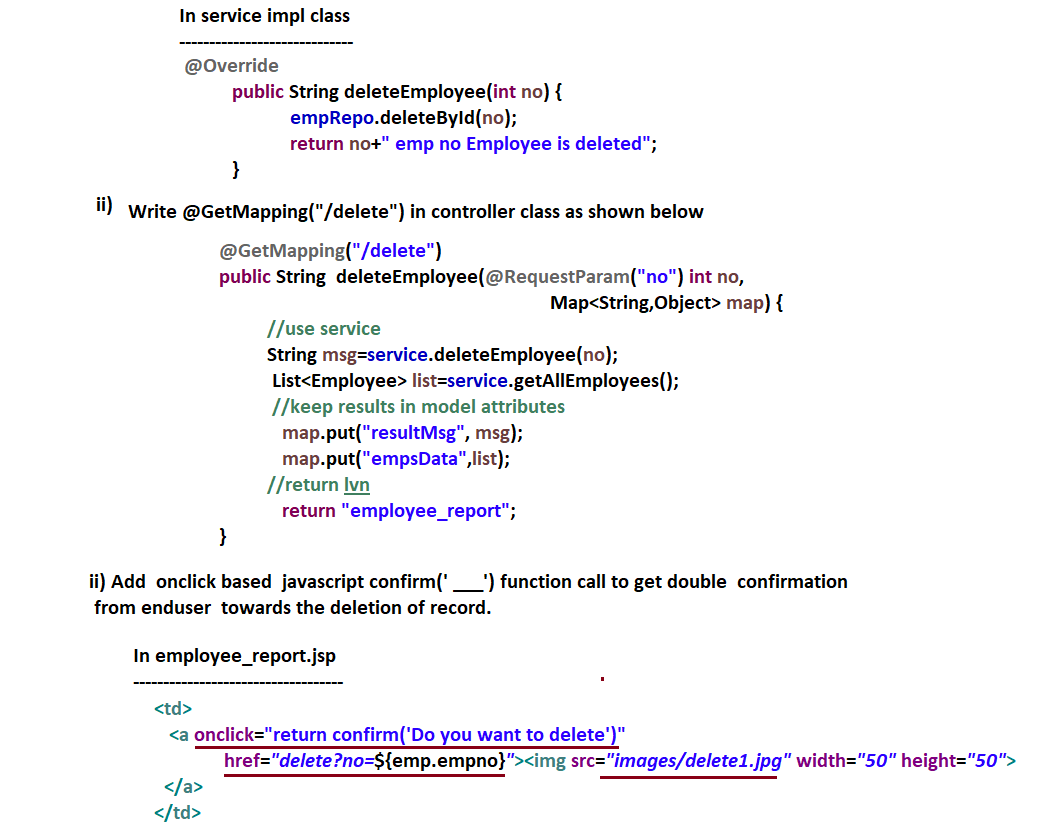 In service impl class
-----------------------------
@Override
public String deleteEmployee(int no) {
empRepo.deleteById(no);
return no+" emp no Employee is deleted";
}
ii) Write @GetMapping("/delete") in controller class as shown below
@GetMapping("/delete")
public String deleteEmployee(@RequestParam("no") int no,
Map<String,Object> map) {
//use service
String msg=service.deleteEmployee(no);
List<Employee> list=service.getAllEmployees();
//keep results in model attributes
map.put("resultMsg", msg);
map.put("empsData",list);
//return lvn
return "employee_report";
}
ii) Add onclick based javascript confirm(' ___') function call to get double confirmation
from enduser towards the deletion of record.
In employee_report.jsp
-----------------------------------
<td>
<a onclick="return confirm('Do you want to delete')"
href="delete?no=${emp.empno}"><img src="images/delete1.jpg" width="50" height="50">
</a>
</td>